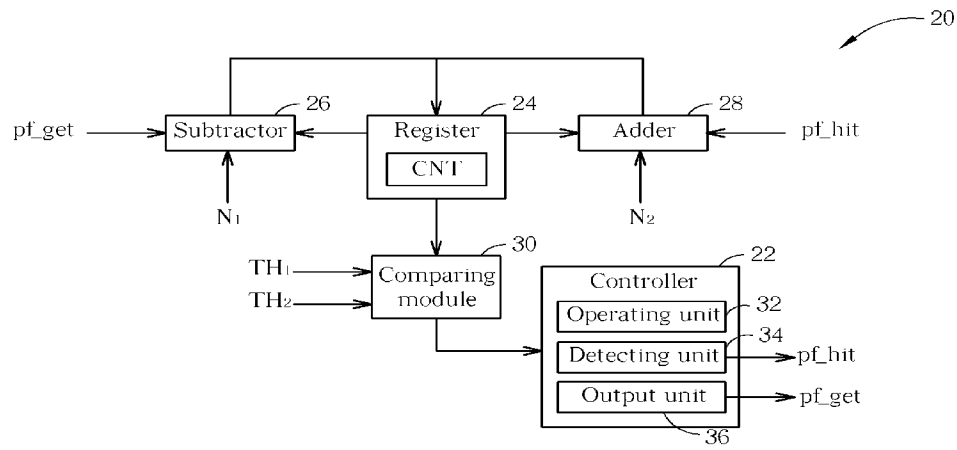 20
26
24
28
pf_get
Subtractor
Register
Adder
pf_hit
CNT
N1
N2
30
22
TH1
TH2
Comparing
module
Controller
Operating unit
32
34
Detecting unit
pf_hit
Output unit
pf_get
36